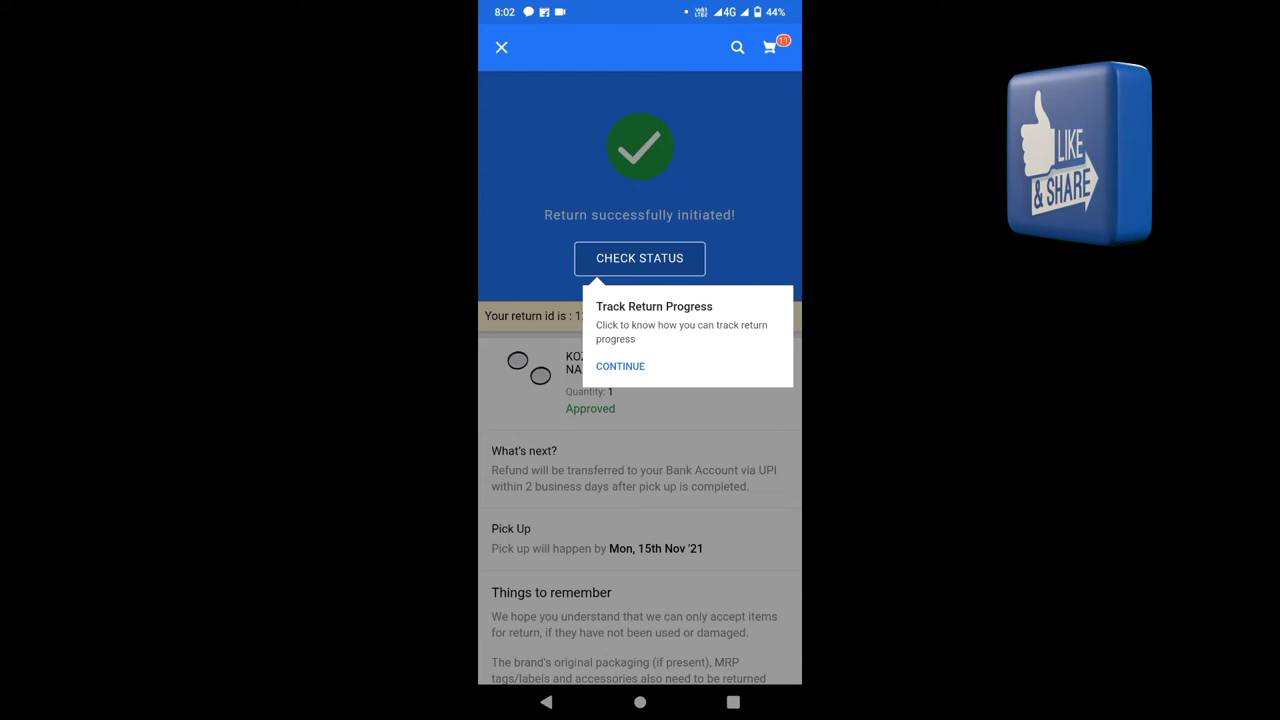 8:02
4G 44%
11
Return successfully initiated!
CHECK STATUS
Your return id is :
Track Return Progress
Click to know how you can track return
progress
CONTINUE
Quantity: 1
Approved
What's next?
Refund will be transferred to your Bank Account via UPI
within 2 business days after pick up is completed.
Pick Up
Pick up will happen by Mon, 15th Nov '21
Things to remember
We hope you understand that we can only accept items
for return, if they have not been used or damaged.
The brand's original packaging (if present), MRP
tags/labels and accessories also need to be returned
LIKE
& SHARE